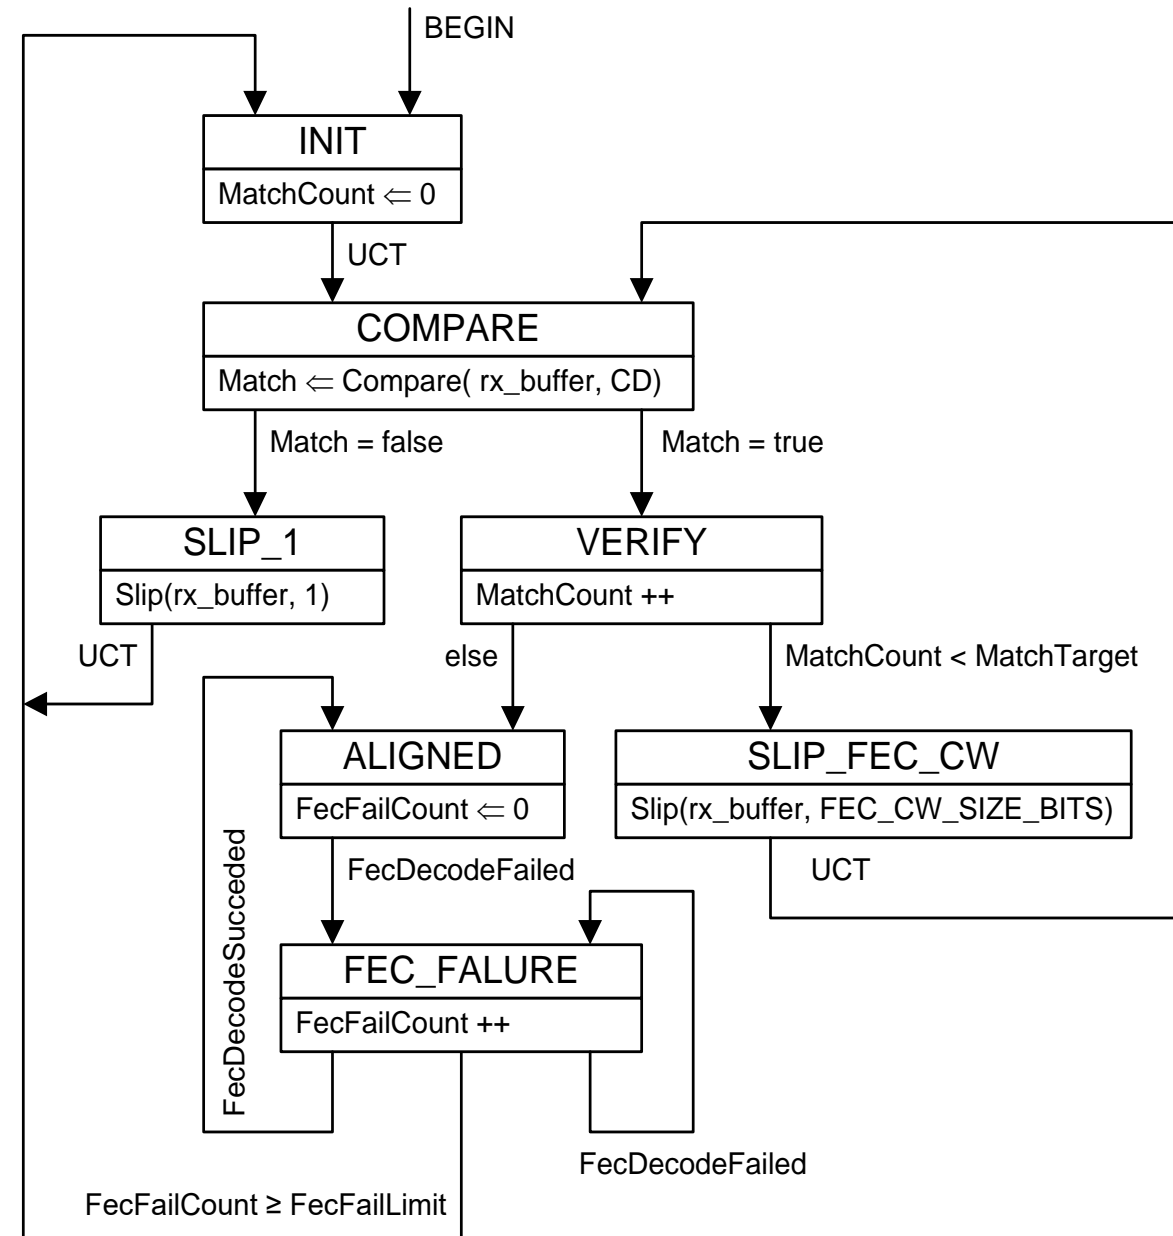 BEGIN
INIT
MatchCount ⇐ 0
UCT
COMPARE
Match ⇐ Compare( rx_buffer, CD)
Match = false
Match = true
SLIP_1
Slip(rx_buffer, 1)
VERIFY
MatchCount ++
UCT
else
MatchCount < MatchTarget
ALIGNED
FecFailCount ⇐ 0
SLIP_FEC_CW
Slip(rx_buffer, FEC_CW_SIZE_BITS)
FecDecodeSucceded
FecDecodeFailed
UCT
FEC_FALURE
FecFailCount ++
FecDecodeFailed
FecFailCount ≥ FecFailLimit